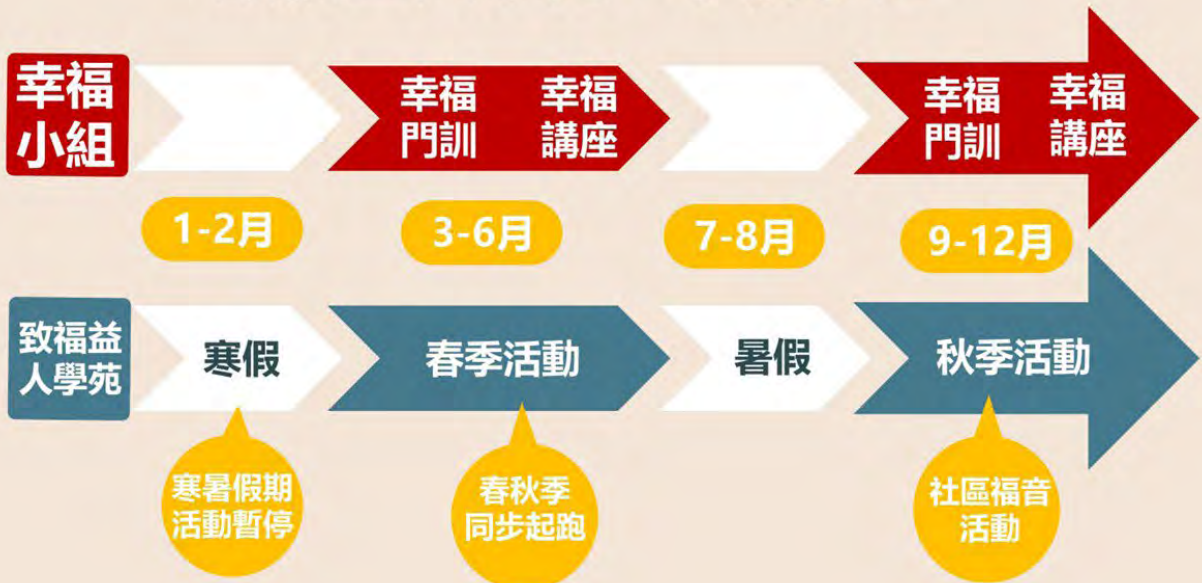 幸福
小組
幸福
門訓
幸福
講座
幸福
門訓
幸福
講座
1-2月
3-6月
7-8月
9-12月
致福益
人學苑
寒假
春季活動
暑假
秋季活動
寒暑假期
活動暫停
春秋季
同步起跑
社區福音
活動